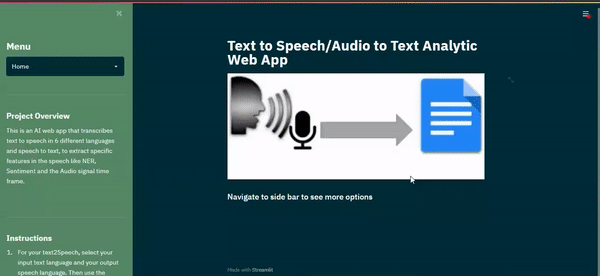 Menu
Home
Project Overview
This is an AI web app that transcribes
text to speech in 6 different languages
and speech to text, to extract specific
features in the speech like NER,
Sentiment and the Audio signal time
frame.
Instructions
1. For your text2Speech, select your
input text language and your output
speech language. Then use the
Text to Speech/Audio to Text Analytic
Web App
Navigate to side bar to see more options
Made with Streamlit